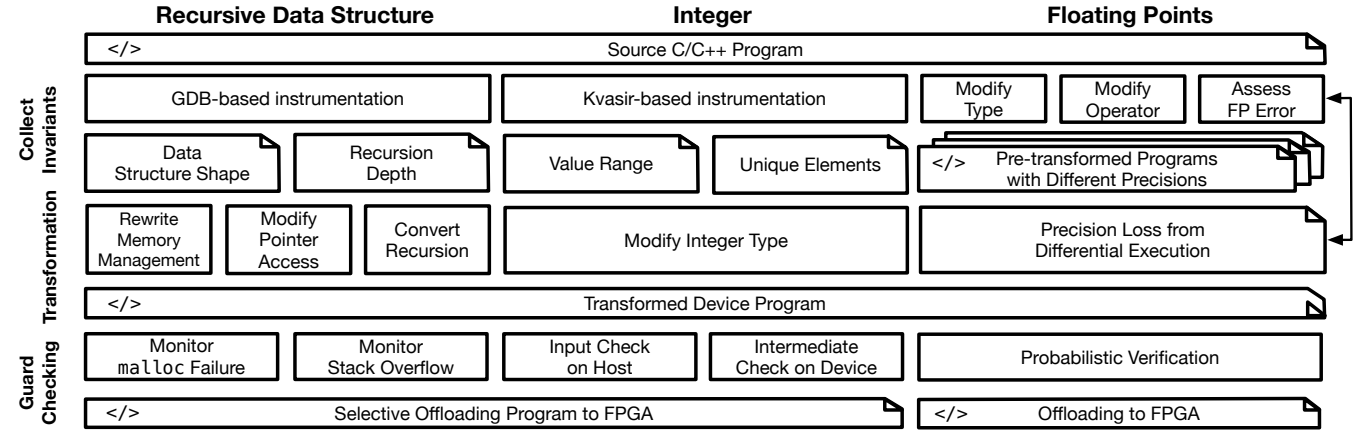 Recursive Data Structure
Integer
Floating Points
</> Source C/C++ Program
Collect
Invariants
GDB-based instrumentation
Kvasir-based instrumentation
Modify
Type
Modify
Operator
Assess
FP Error
Data
Structure Shape
Recursion
Depth
Value Range
Unique Elements
</> Pre-transformed Programs
with Different Precisions
Transformation
Rewrite
Memory
Management
Modify
Pointer
Access
Convert
Recursion
Modify Integer Type
Precision Loss from
Differential Execution
</> Transformed Device Program
Guard
Checking
Monitor
malloc Failure
Monitor
Stack Overflow
Input Check
on Host
Intermediate
Check on Device
Probabilistic Verification
</> Selective Offloading Program to FPGA
</> Offloading to FPGA